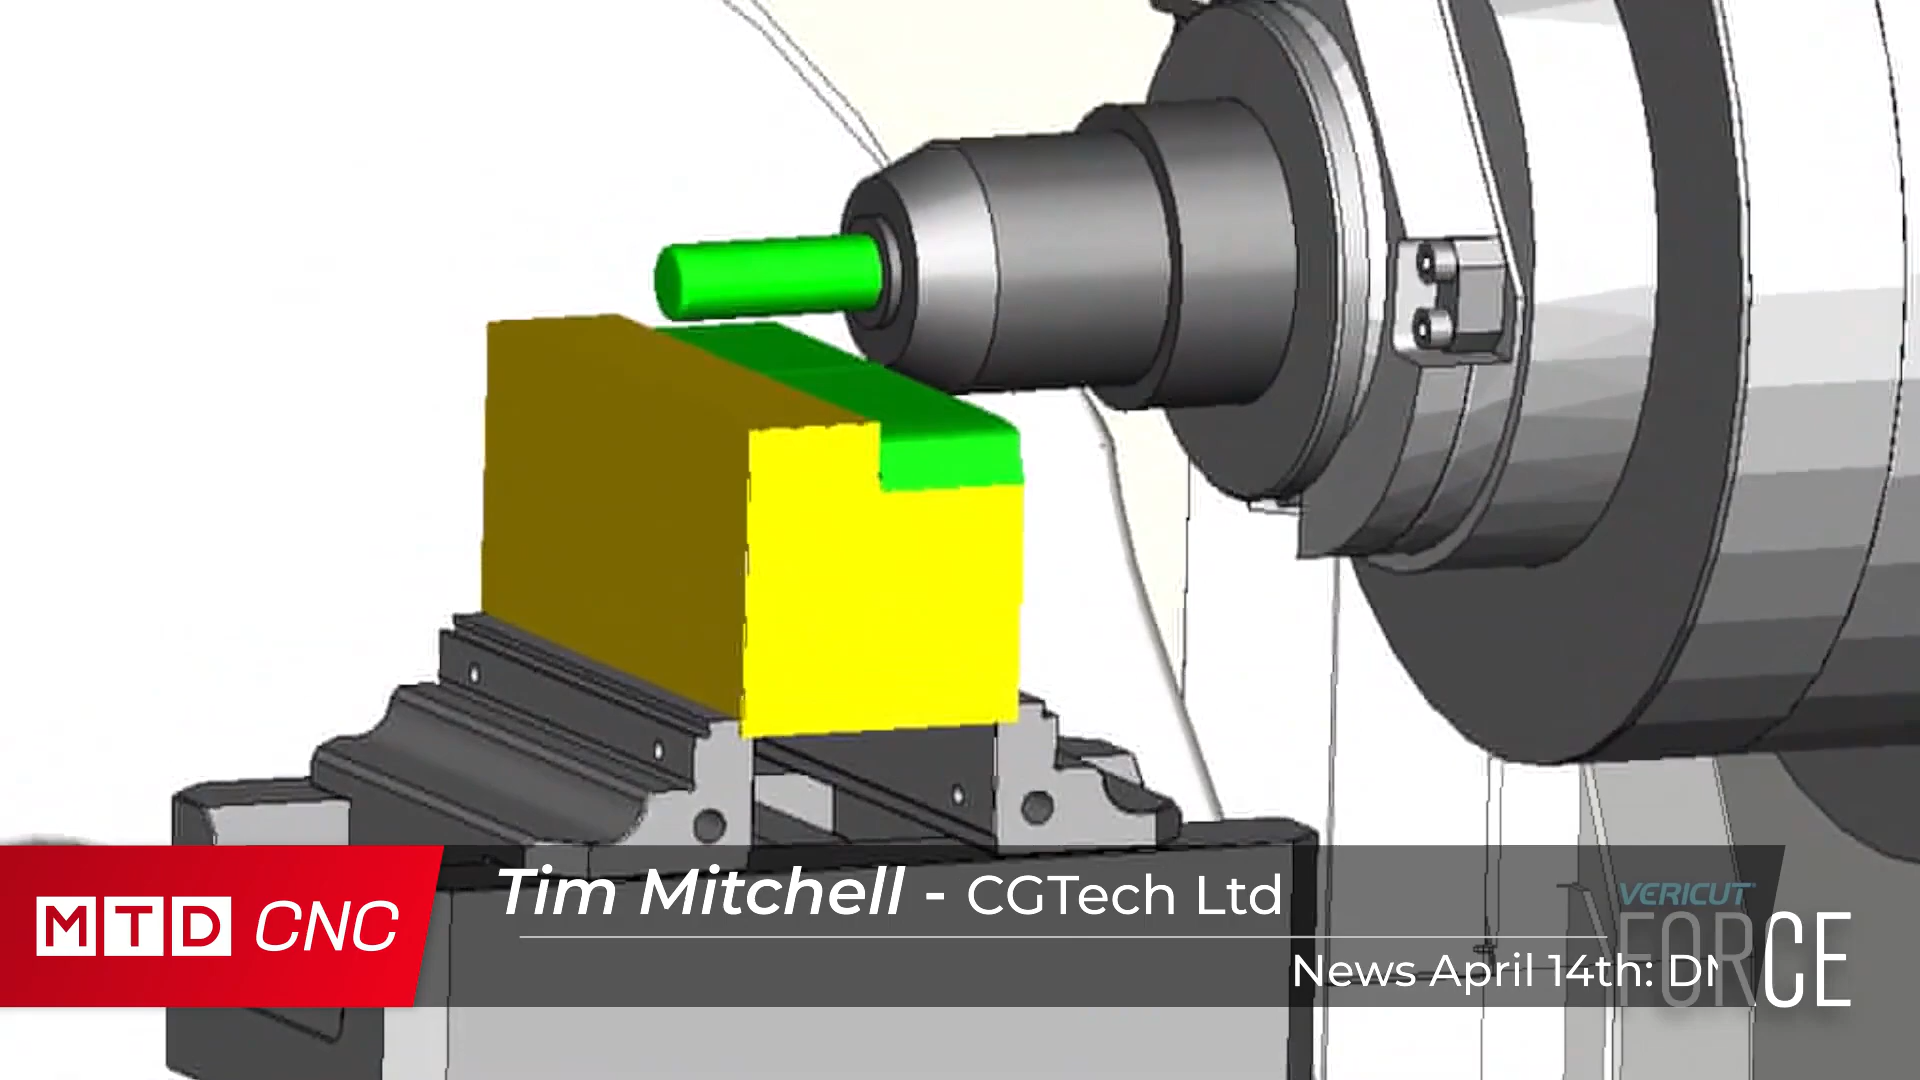 MTD CNC
Tim Mitchell - CGTech Ltd
News April 14th:
VERICUT
FORCE